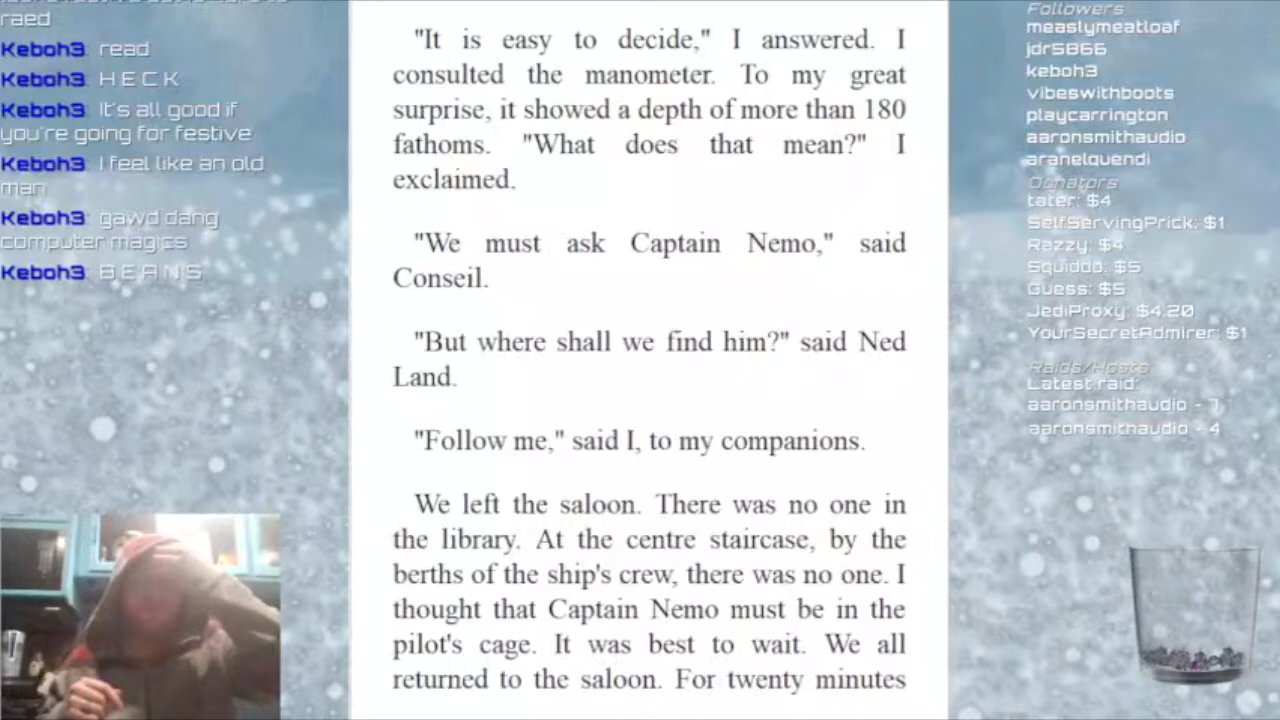 raed
Keboh3: read
Keboh3: H E C K
Keboh3: It's all good if
you're going for festive
Keboh3: I feel like an old
man
Keboh3: gawd dang
computer magics
Keboh3: B E A N S
"It is easy to decide," I answered. I
consulted the manometer. To my great
surprise, it showed a depth of more than 180
fathoms. "What does that mean?" I
exclaimed.
"We must ask Captain Nemo," said
Conseil.
"But where shall we find him?" said Ned
Land.
"Follow me," said I, to my companions.
We left the saloon. There was no one in
the library. At the centre staircase, by the
berths of the ship's crew, there was no one. I
thought that Captain Nemo must be in the
pilot's cage. It was best to wait. We all
returned to the saloon. For twenty minutes
Followers
measlymeatloaf
jdr5866
keboh3
vibeswithboots
playcarrington
aaronsmithaudio
aranelquendi
Donators
tater: $4
SelfServingPrick: $1
Razzy: $4
Squiddo: $5
Guess: $5
JediProxy: $4.20
YourSecretAdmirer: $1
Raids/Hosts
Latest raid:
aaronsmithaudio - 7
aaronsmithaudio - 4